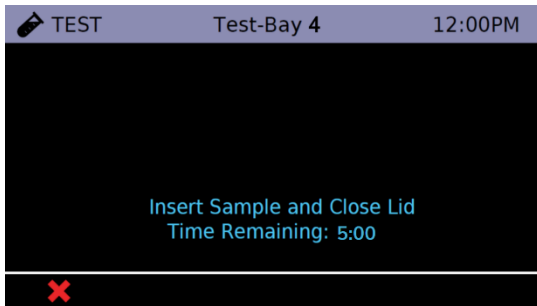 TEST Test-Bay 4 12:00PM
Insert Sample and Close Lid
Time Remaining: 5:00